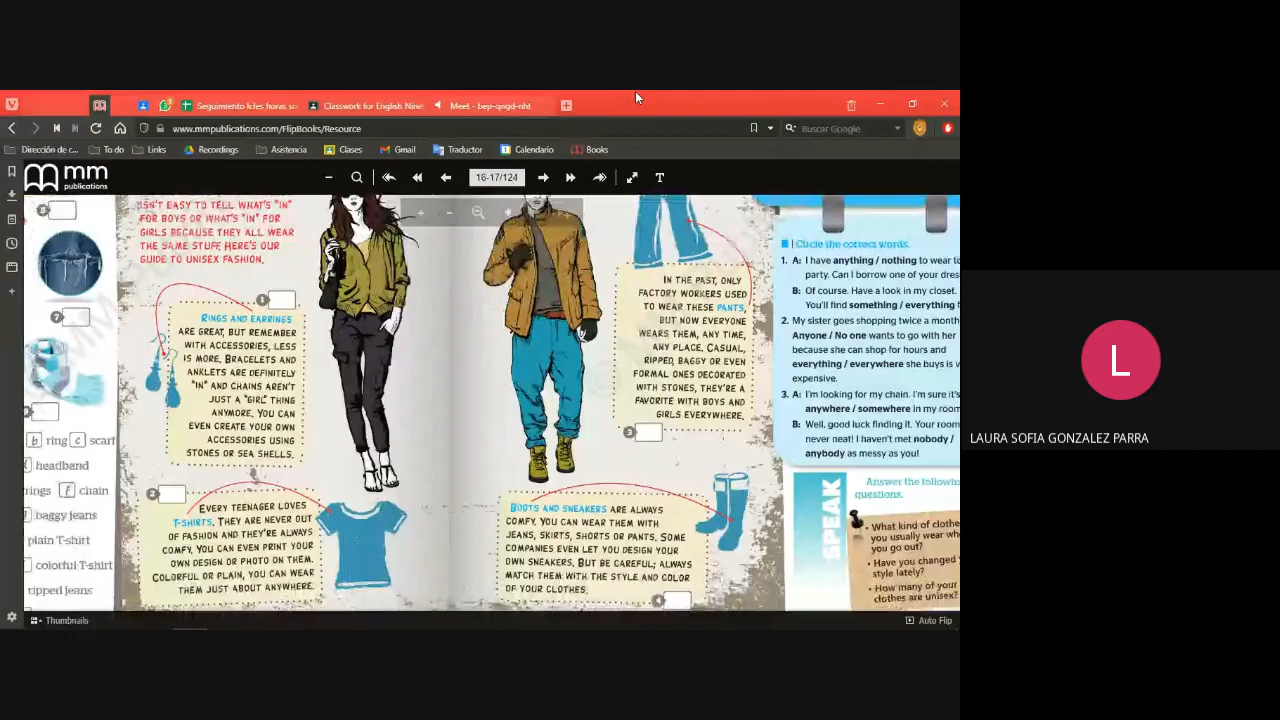 Seguimiento lc les horas sc
Classwork for English Nine
Meet - bep-qngd-nht
www.mmpublications.com/FlipBooks/Resource
Buscar Google
Dirección de c...
To do
Links
Recordings
Asistencia
Clases
Gmail
Traductor
Calendario
Books
mm
publications
16-17/124
T
ISN'T EASY TO TELL WHAT'S "IN"
FOR BOYS OR WHAT'S "IN" FOR
GIRLS BECAUSE THEY ALL WEAR
THE SAME STUFF, HERE'S OUR
GUIDE TO UNISEX FASHION.
1
RINGS AND EARRINGS
ARE GREAT, BUT REMEMBER
WITH ACCESSORIES, LESS
IS MORE. BRACELETS AND
ANKLETS ARE DEFINITELY
"IN" AND CHAINS AREN'T
JUST A "GIRL" THING
ANYMORE. YOU CAN
EVEN CREATE YOUR OWN
ACCESSORIES USING
STONES OR SEA SHELLS.
2
EVERY TEENAGER LOVES
T-SHIRTS. THEY ARE NEVER OUT
OF FASHION AND THEY'RE ALWAYS
COMFY. YOU CAN EVEN PRINT YOUR
OWN DESIGN OR PHOTO ON THEM.
COLORFUL OR PLAIN, YOU CAN WEAR
THEM JUST ABOUT ANYWHERE.
IN THE PAST, ONLY
FACTORY WORKERS USED
TO WEAR THESE PANTS,
BUT NOW EVERYONE
WEARS THEM, ANY TIME,
ANY PLACE. CASUAL,
RIPPED, BAGGY OR EVEN
FORMAL ONES DECORATED
WITH STONES, THEY'RE A
FAVORITE WITH BOYS AND
GIRLS EVERYWHERE.
3
BOOTS AND SNEAKERS ARE ALWAYS
COMFY. YOU CAN WEAR THEM WITH
JEANS, SKIRTS, SHORTS OR PANTS. SOME
COMPANIES EVEN LET YOU DESIGN YOUR
OWN SNEAKERS. BUT BE CAREFUL; ALWAYS
MATCH THEM WITH THE STYLE AND COLOR
OF YOUR CLOTHES.
4
7
b ring c scarf
headband
rings f chain
baggy jeans
plain T-shirt
colorful T-shirt
ripped jeans
Circle the correct words.
1. A: I have anything / nothing to wear to
party. Can I borrow one of your dres
B: Of course. Have a look in my closet.
You'll find something / everything f
2. My sister goes shopping twice a month
Anyone / No one wants to go with her
because she can shop for hours and
everything / everywhere she buys is v
expensive.
3. A: I'm looking for my chain. I'm sure it's
anywhere / somewhere in my room
B: Well, good luck finding it. Your room
never neat! I haven't met nobody /
anybody as messy as you!
SPEAK
Answer the followin
questions.
• What kind of clothe
you usually wear wh
you go out?
• Have you changed y
style lately?
• How many of your
clothes are unisex?
Thumbnails
Auto Flip
L
LAURA SOFIA GONZALEZ PARRA